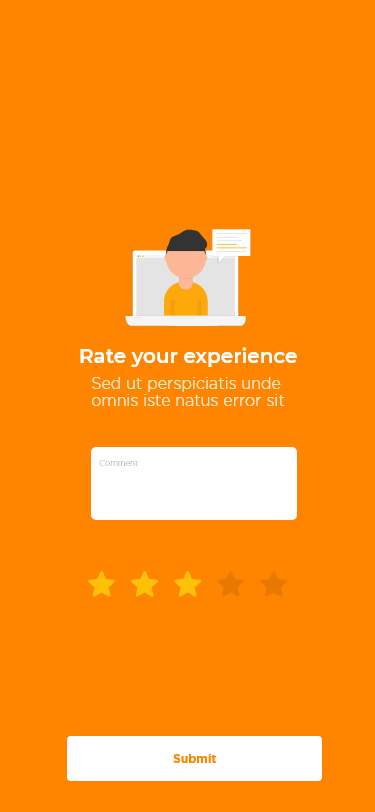 Rate your experience
Sed ut perspiciatis unde
omnis iste natus error sit
Comment
Submit